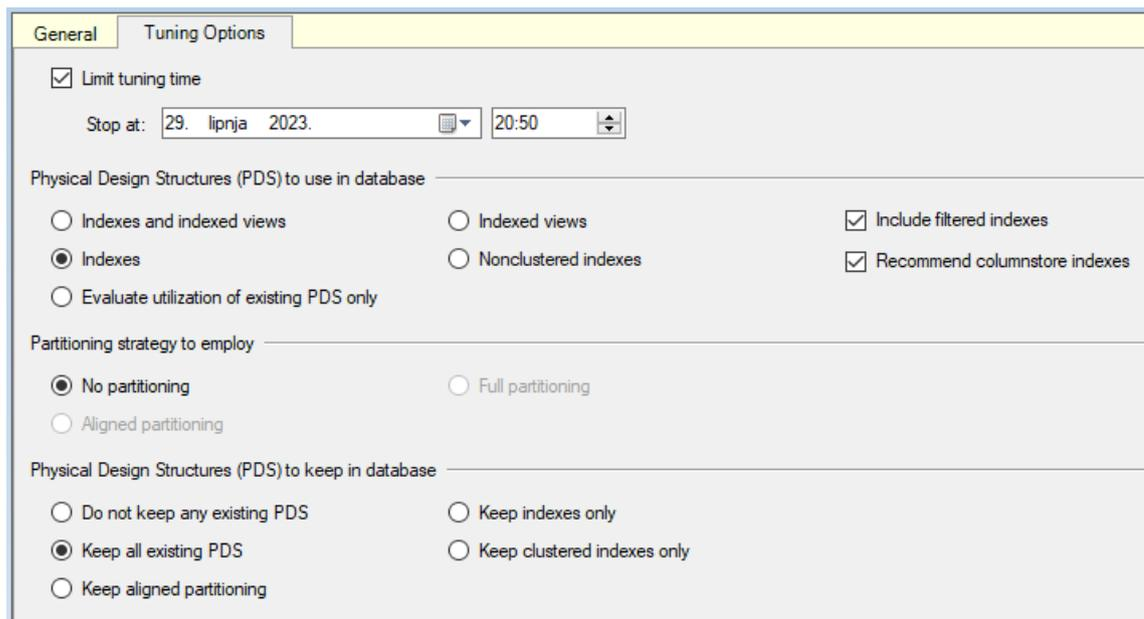 General Tuning Options
Limit tuning time
Stop at: 29. lipnja 2023. 20:50
Physical Design Structures (PDS) to use in database
Indexes and indexed views Indexed views Include filtered indexes
Indexes Nonclustered indexes Recommend columnstore indexes
Evaluate utilization of existing PDS only
Partitioning strategy to employ
No partitioning Full partitioning
Aligned partitioning
Physical Design Structures (PDS) to keep in database
Do not keep any existing PDS Keep indexes only
Keep all existing PDS Keep clustered indexes only
Keep aligned partitioning